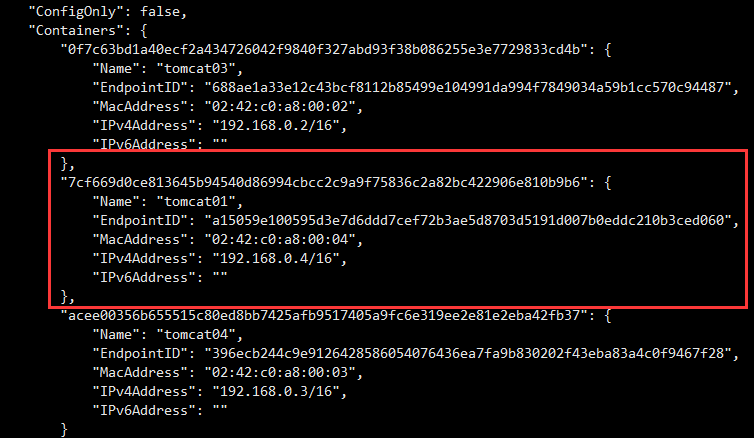 "ConfigOnly": false,
"Containers": {
"0f7c63bd1a40ecf2a434726042f9840f327abd93f38b086255e3e7729833cd4b": {
"Name": "tomcat03",
"EndpointID": "688ae1a33e12c43bcf8112b85499e104991da994f7849034a59b1cc570c94487",
"MacAddress": "02:42:c0:a8:00:02",
"IPv4Address": "192.168.0.2/16",
"IPv6Address": ""
},
"7cf669d0ce813645b94540d86994cbcc2c9a9f75836c2a82bc422906e810b9b6": {
"Name": "tomcat01",
"EndpointID": "a15059e100595d3e7d6ddd7cef72b3ae5d8703d5191d007b0eddc210b3ced060",
"MacAddress": "02:42:c0:a8:00:04",
"IPv4Address": "192.168.0.4/16",
"IPv6Address": ""
},
"acee00356b655515c80ed8bb7425afb9517405a9fc6e319ee2e81e2eba42fb37": {
"Name": "tomcat04",
"EndpointID": "396ecb244c9e9126428586054076436ea7fa9b830202f43eba83a4c0f9467f28",
"MacAddress": "02:42:c0:a8:00:03",
"IPv4Address": "192.168.0.3/16",
"IPv6Address": ""
}